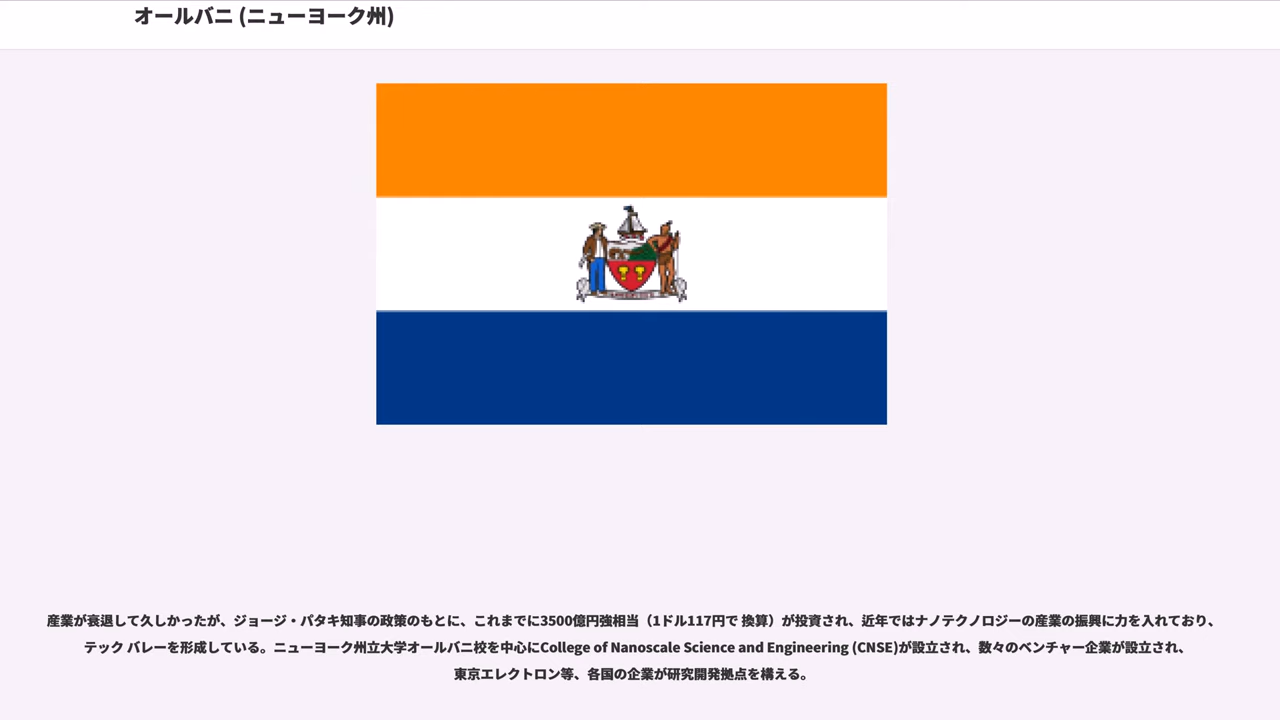 オールバニ (ニューヨーク州)
産業が衰退して久しかったが、ジョージ・パタキ知事の政策のもとに、これまでに3500億円強相当（1ドル117円で 換算）が投資され、近年ではナノテクノロジーの産業の振興に力を入れており、
テック バレーを形成している。ニューヨーク州立大学オールバニ校を中心にCollege of Nanoscale Science and Engineering (CNSE)が設立され、数々のベンチャー企業が設立され、
東京エレクトロン等、各国の企業が研究開発拠点を構える。